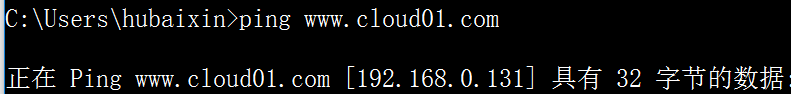 C:\Users\hubaixin>ping www.cloud01.com
正在 Ping www.cloud01.com [192.168.0.131] 具有 32 字节的数据: